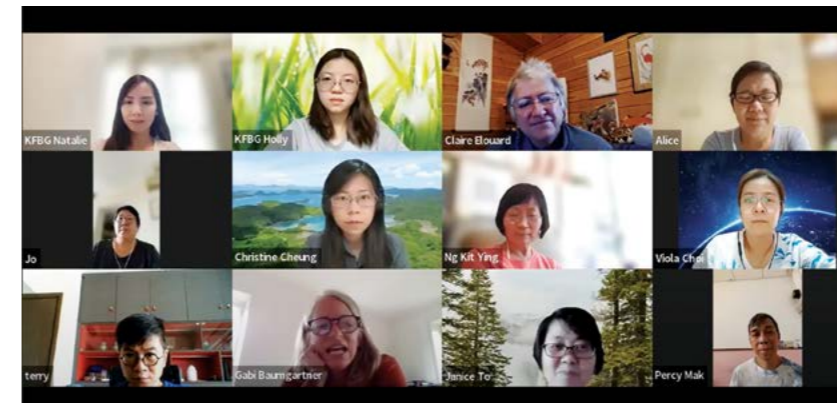 KFBG Natalie
KFBG Holly
Claire Elouard
Alice
Jo
Christine Cheung
Ng Kit Ying
Viola Choi
terry
Gabi Baumgartner
Janice To
Percy Mak